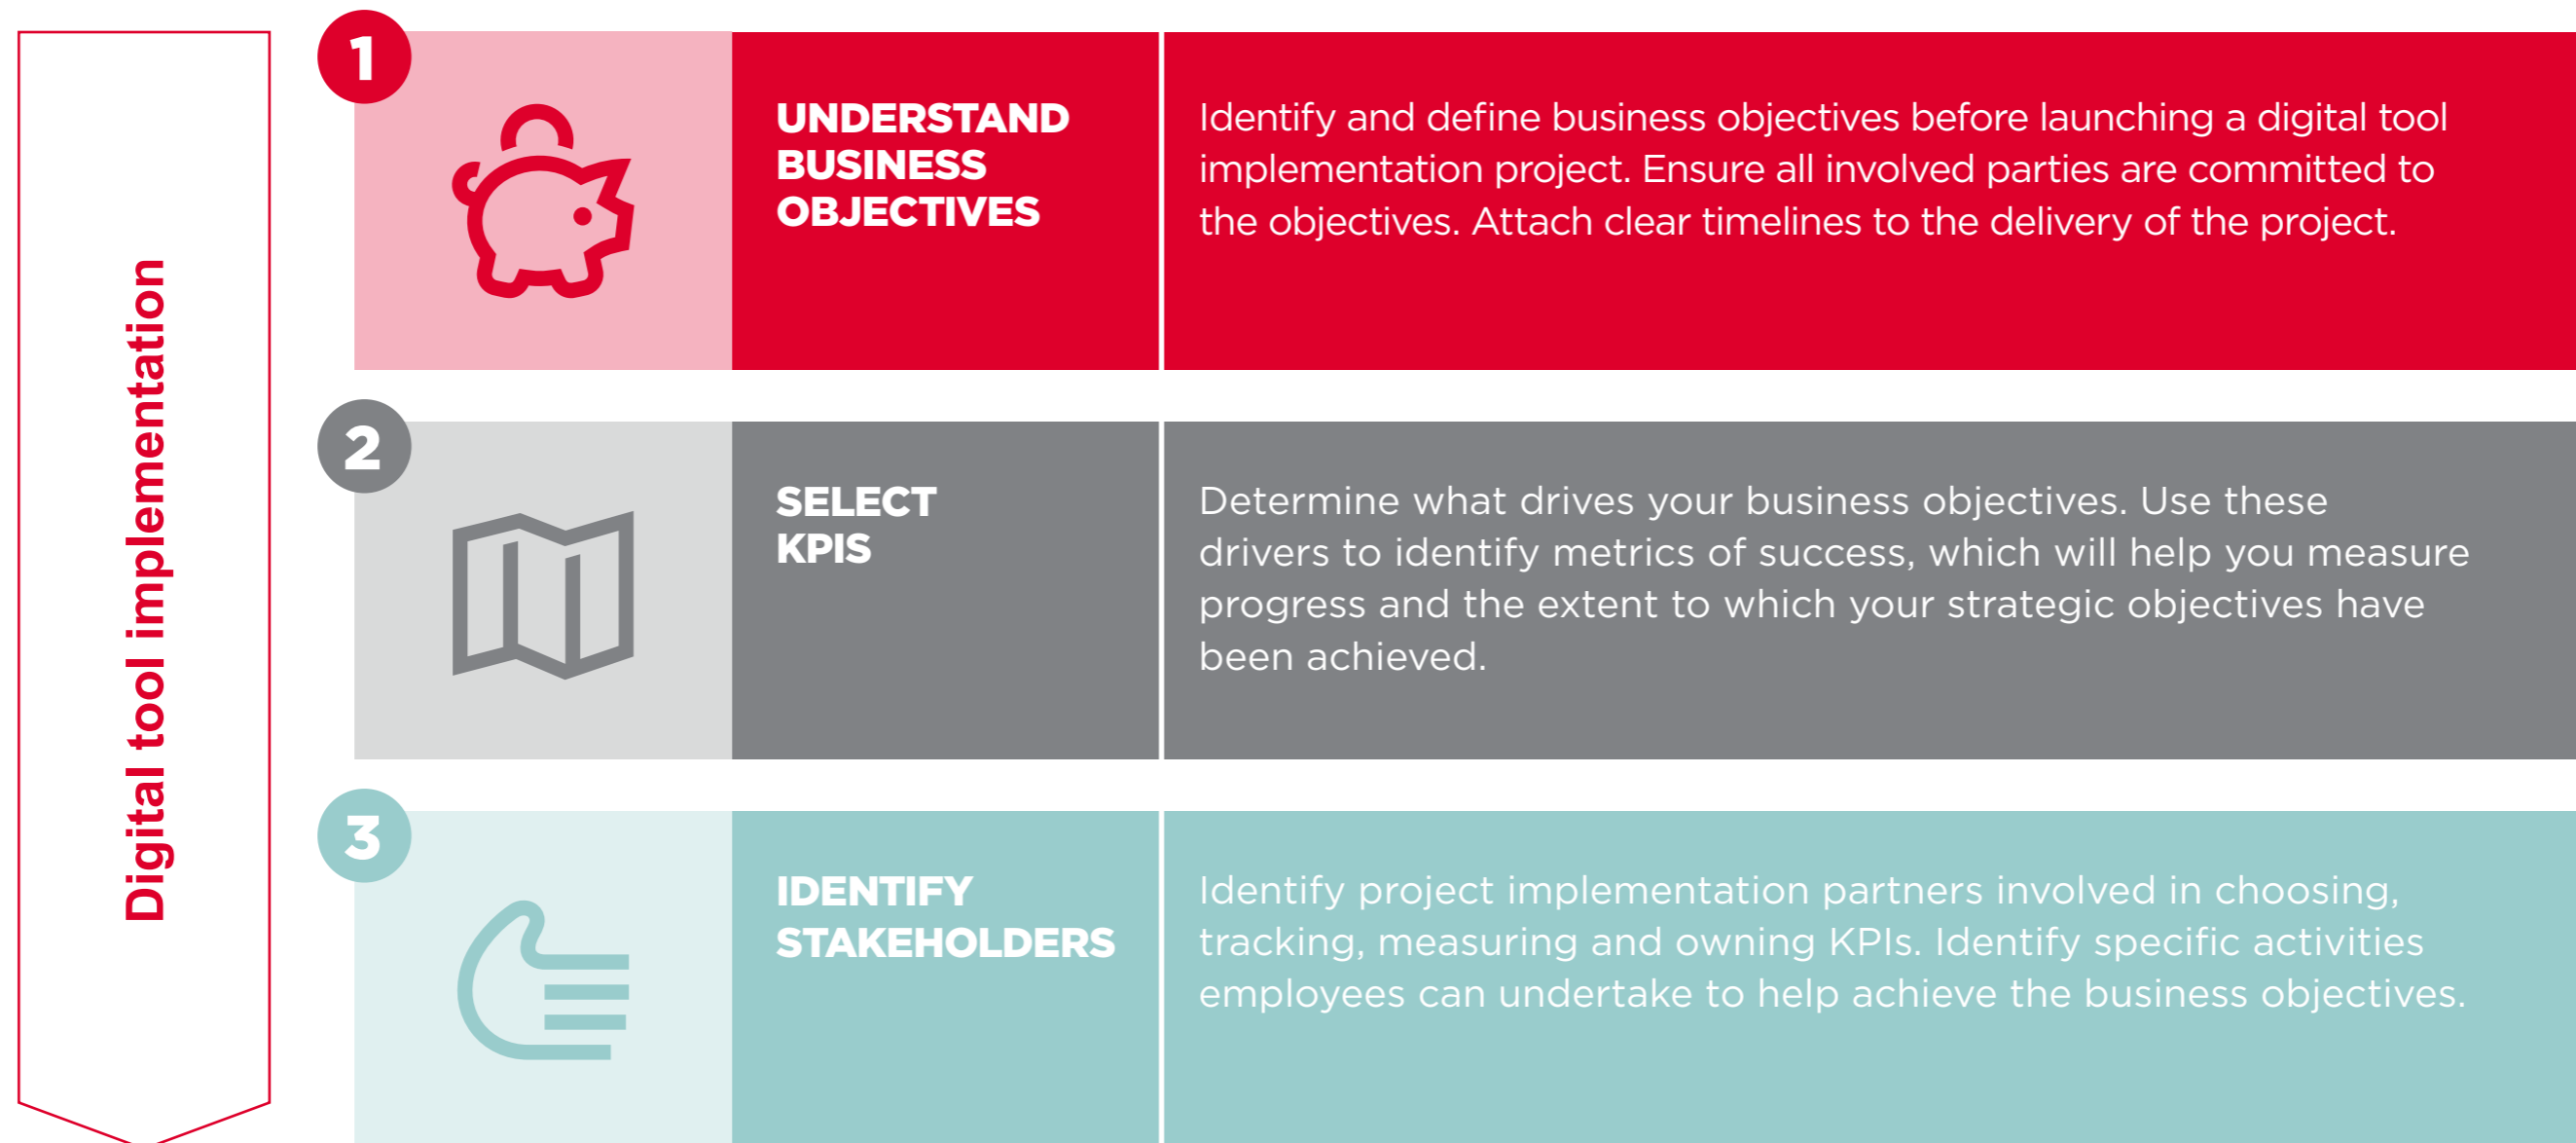 Digital tool implementation
1
UNDERSTAND
BUSINESS
OBJECTIVES
Identify and define business objectives before launching a digital tool
implementation project. Ensure all involved parties are committed to
the objectives. Attach clear timelines to the delivery of the project.
2
SELECT
KPIS
Determine what drives your business objectives. Use these
drivers to identify metrics of success, which will help you measure
progress and the extent to which your strategic objectives have
been achieved.
3
IDENTIFY
STAKEHOLDERS
Identify project implementation partners involved in choosing,
tracking, measuring and owning KPIs. Identify specific activities
employees can undertake to help achieve the business objectives.